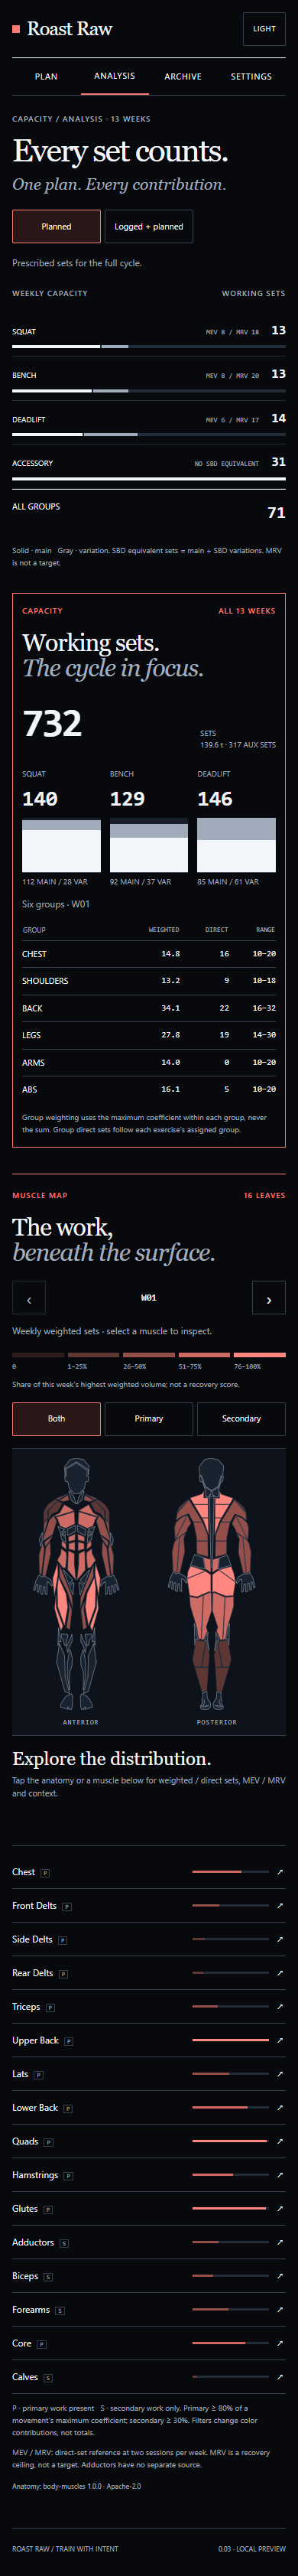 Roast Raw
LIGHT
PLAN ANALYSIS ARCHIVE SETTINGS
CAPACITY / ANALYSIS · 13 WEEKS
Every set counts.
One plan. Every contribution.
Planned Logged + planned
Prescribed sets for the full cycle.
WEEKLY CAPACITY WORKING SETS
SQUAT MEV 8 / MRV 18 13
BENCH MEV 8 / MRV 20 13
DEADLIFT MEV 6 / MRV 17 14
ACCESSORY NO SBD EQUIVALENT 31
ALL GROUPS 71
Solid · main Gray · variation. SBD equivalent sets = main + SBD variations. MRV
is not a target.
CAPACITY ALL 13 WEEKS
Working sets.
The cycle in focus.
732
SETS
139.6 t · 317 AUX SETS
SQUAT BENCH DEADLIFT
140 129 146
112 MAIN / 28 VAR 92 MAIN / 37 VAR 85 MAIN / 61 VAR
Six groups · W01
GROUP WEIGHTED DIRECT RANGE
CHEST 14.8 16 10–20
SHOULDERS 13.2 9 10–18
BACK 34.1 22 16–32
LEGS 27.8 19 14–30
ARMS 14.0 0 10–20
ABS 16.1 5 10–20
Group weighting uses the maximum coefficient within each group, never
the sum. Group direct sets follow each exercise's assigned group.
MUSCLE MAP 16 LEAVES
The work,
beneath the surface.
‹ W01 ›
Weekly weighted sets · select a muscle to inspect.
0 1–25% 26–50% 51–75% 76–100%
Share of this week's highest weighted volume; not a recovery score.
Both Primary Secondary
ANTERIOR POSTERIOR
Explore the distribution.
Tap the anatomy or a muscle below for weighted / direct sets, MEV / MRV
and context.
Chest P ↗
Front Delts P ↗
Side Delts P ↗
Rear Delts P ↗
Triceps P ↗
Upper Back P ↗
Lats P ↗
Lower Back P ↗
Quads P ↗
Hamstrings P ↗
Glutes P ↗
Adductors S ↗
Biceps S ↗
Forearms S ↗
Core P ↗
Calves S ↗
P · primary work present S · secondary work only. Primary ≥ 80% of a
movement's maximum coefficient; secondary ≥ 30%. Filters change color
contributions, not totals.
MEV / MRV: direct-set reference at two sessions per week. MRV is a recovery
ceiling, not a target. Adductors have no separate source.
Anatomy: body-muscles 1.0.0 · Apache-2.0
ROAST RAW / TRAIN WITH INTENT 0.03 · LOCAL PREVIEW